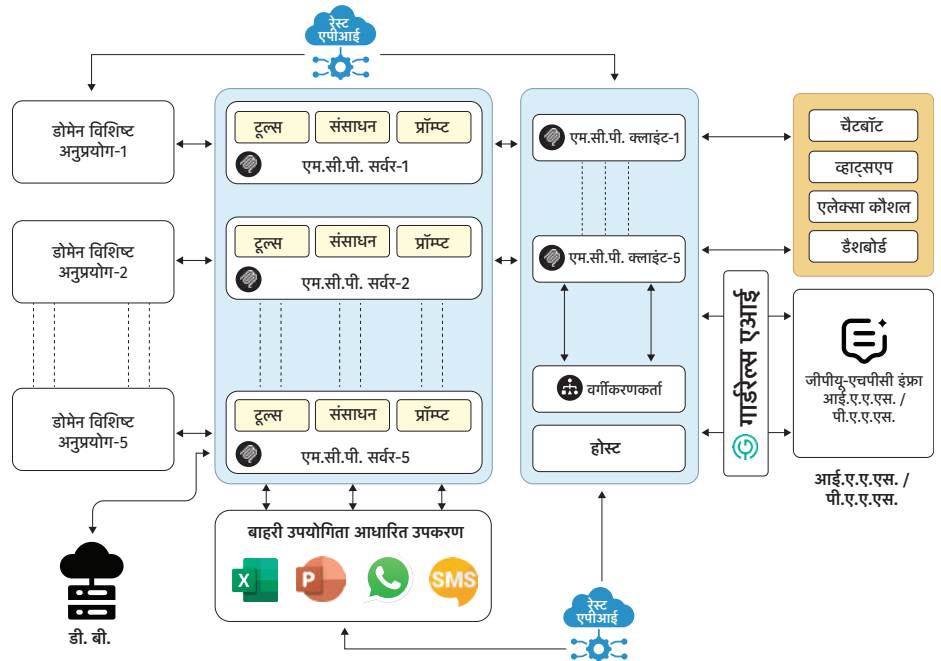 रेस्ट
एपीआई
डोमेन विशिष्ट
अनुप्रयोग-1
टूल्स
संसाधन
प्रॉम्प्ट
एम.सी.पी. सर्वर-1
एम.सी.पी. क्लाइंट-1
चैटबॉट
व्हाट्सएप
एलेक्सा कौशल
डैशबोर्ड
डोमेन विशिष्ट
अनुप्रयोग-2
टूल्स
संसाधन
प्रॉम्प्ट
एम.सी.पी. सर्वर-2
एम.सी.पी. क्लाइंट-5
गार्डरेल्स एआई
जीपीयू-एचपीसी इंफ्रा
आई.ए.ए.एस. /
पी.ए.ए.एस.
आई.ए.ए.एस. /
पी.ए.ए.एस.
वर्गीकरणकर्ता
होस्ट
डोमेन विशिष्ट
अनुप्रयोग-5
टूल्स
संसाधन
प्रॉम्प्ट
एम.सी.पी. सर्वर-5
बाहरी उपयोगिता आधारित उपकरण
X
P
SMS
डी. बी.
रेस्ट
एपीआई